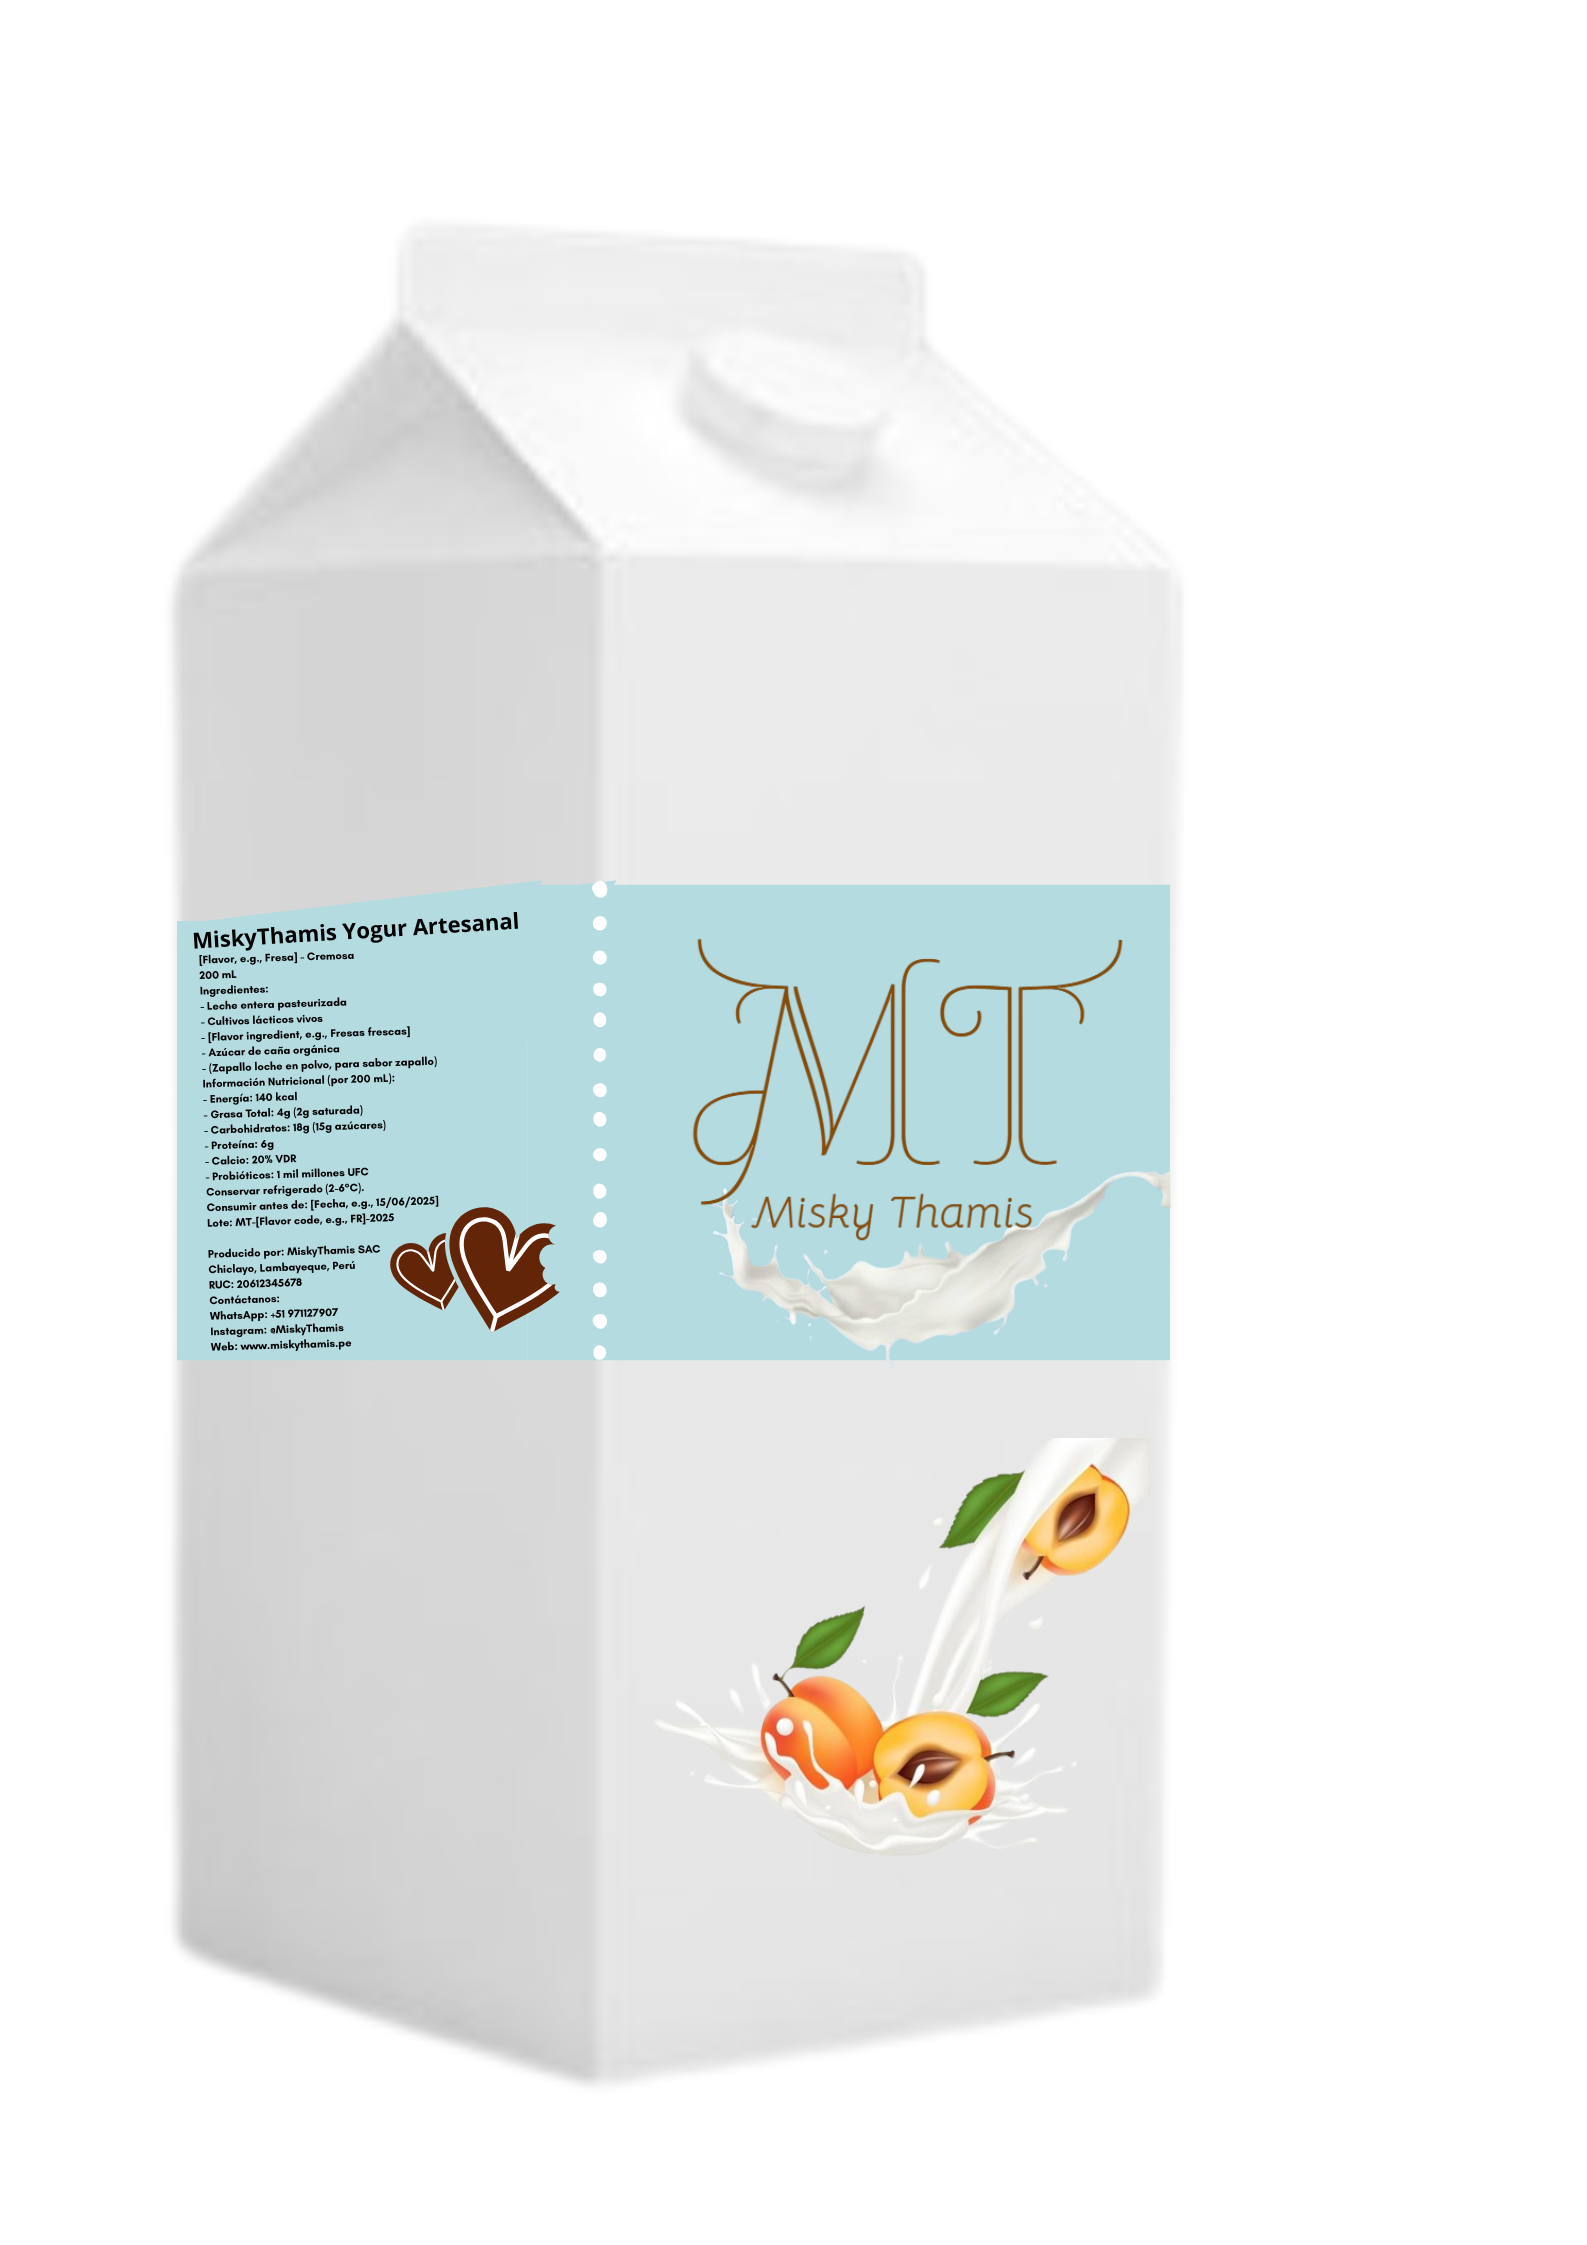 MiskyThamis Yogur Artesanal
[Flavor, e.g., Fresa] - Cremosa
200 mL
Ingredientes:
- Leche entera pasteurizada
- Cultivos lácticos vivos
- [Flavor ingredient, e.g., Fresas frescas]
- Azúcar de caña orgánica
- (Zapallo loche en polvo, para sabor zapallo)
Información Nutricional (por 200 mL):
- Energía: 140 kcal
- Grasa Total: 4g (2g saturada)
- Carbohidratos: 18g (15g azúcares)
- Proteína: 6g
- Calcio: 20% VDR
- Probióticos: 1 mil millones UFC
Conservar refrigerado (2-6°C).
Consumir antes de: [Fecha, e.g., 15/06/2025]
Lote: MT-[Flavor code, e.g., FR]-2025
Producido por: MiskyThamis SAC
Chiclayo, Lambayeque, Perú
RUC: 20612345678
Contáctanos:
WhatsApp: +51 971127907
Instagram: @MiskyThamis
Web: www.miskythamis.pe
MT
Misky Thamis